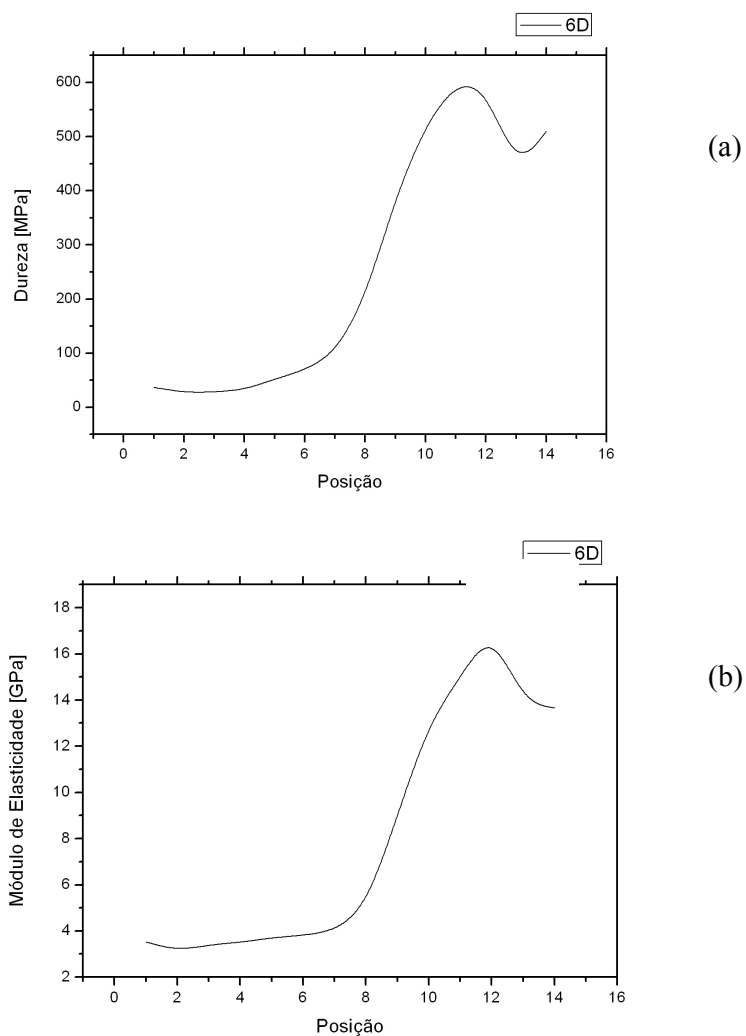 6D
600
500
400
300
200
100
0
Dureza [MPa]
0 2 4 6 8 10 12 14 16
Posição
(a)
6D
18
16
14
12
10
8
6
4
2
Módulo de Elasticidade [GPa]
0 2 4 6 8 10 12 14 16
Posição
(b)